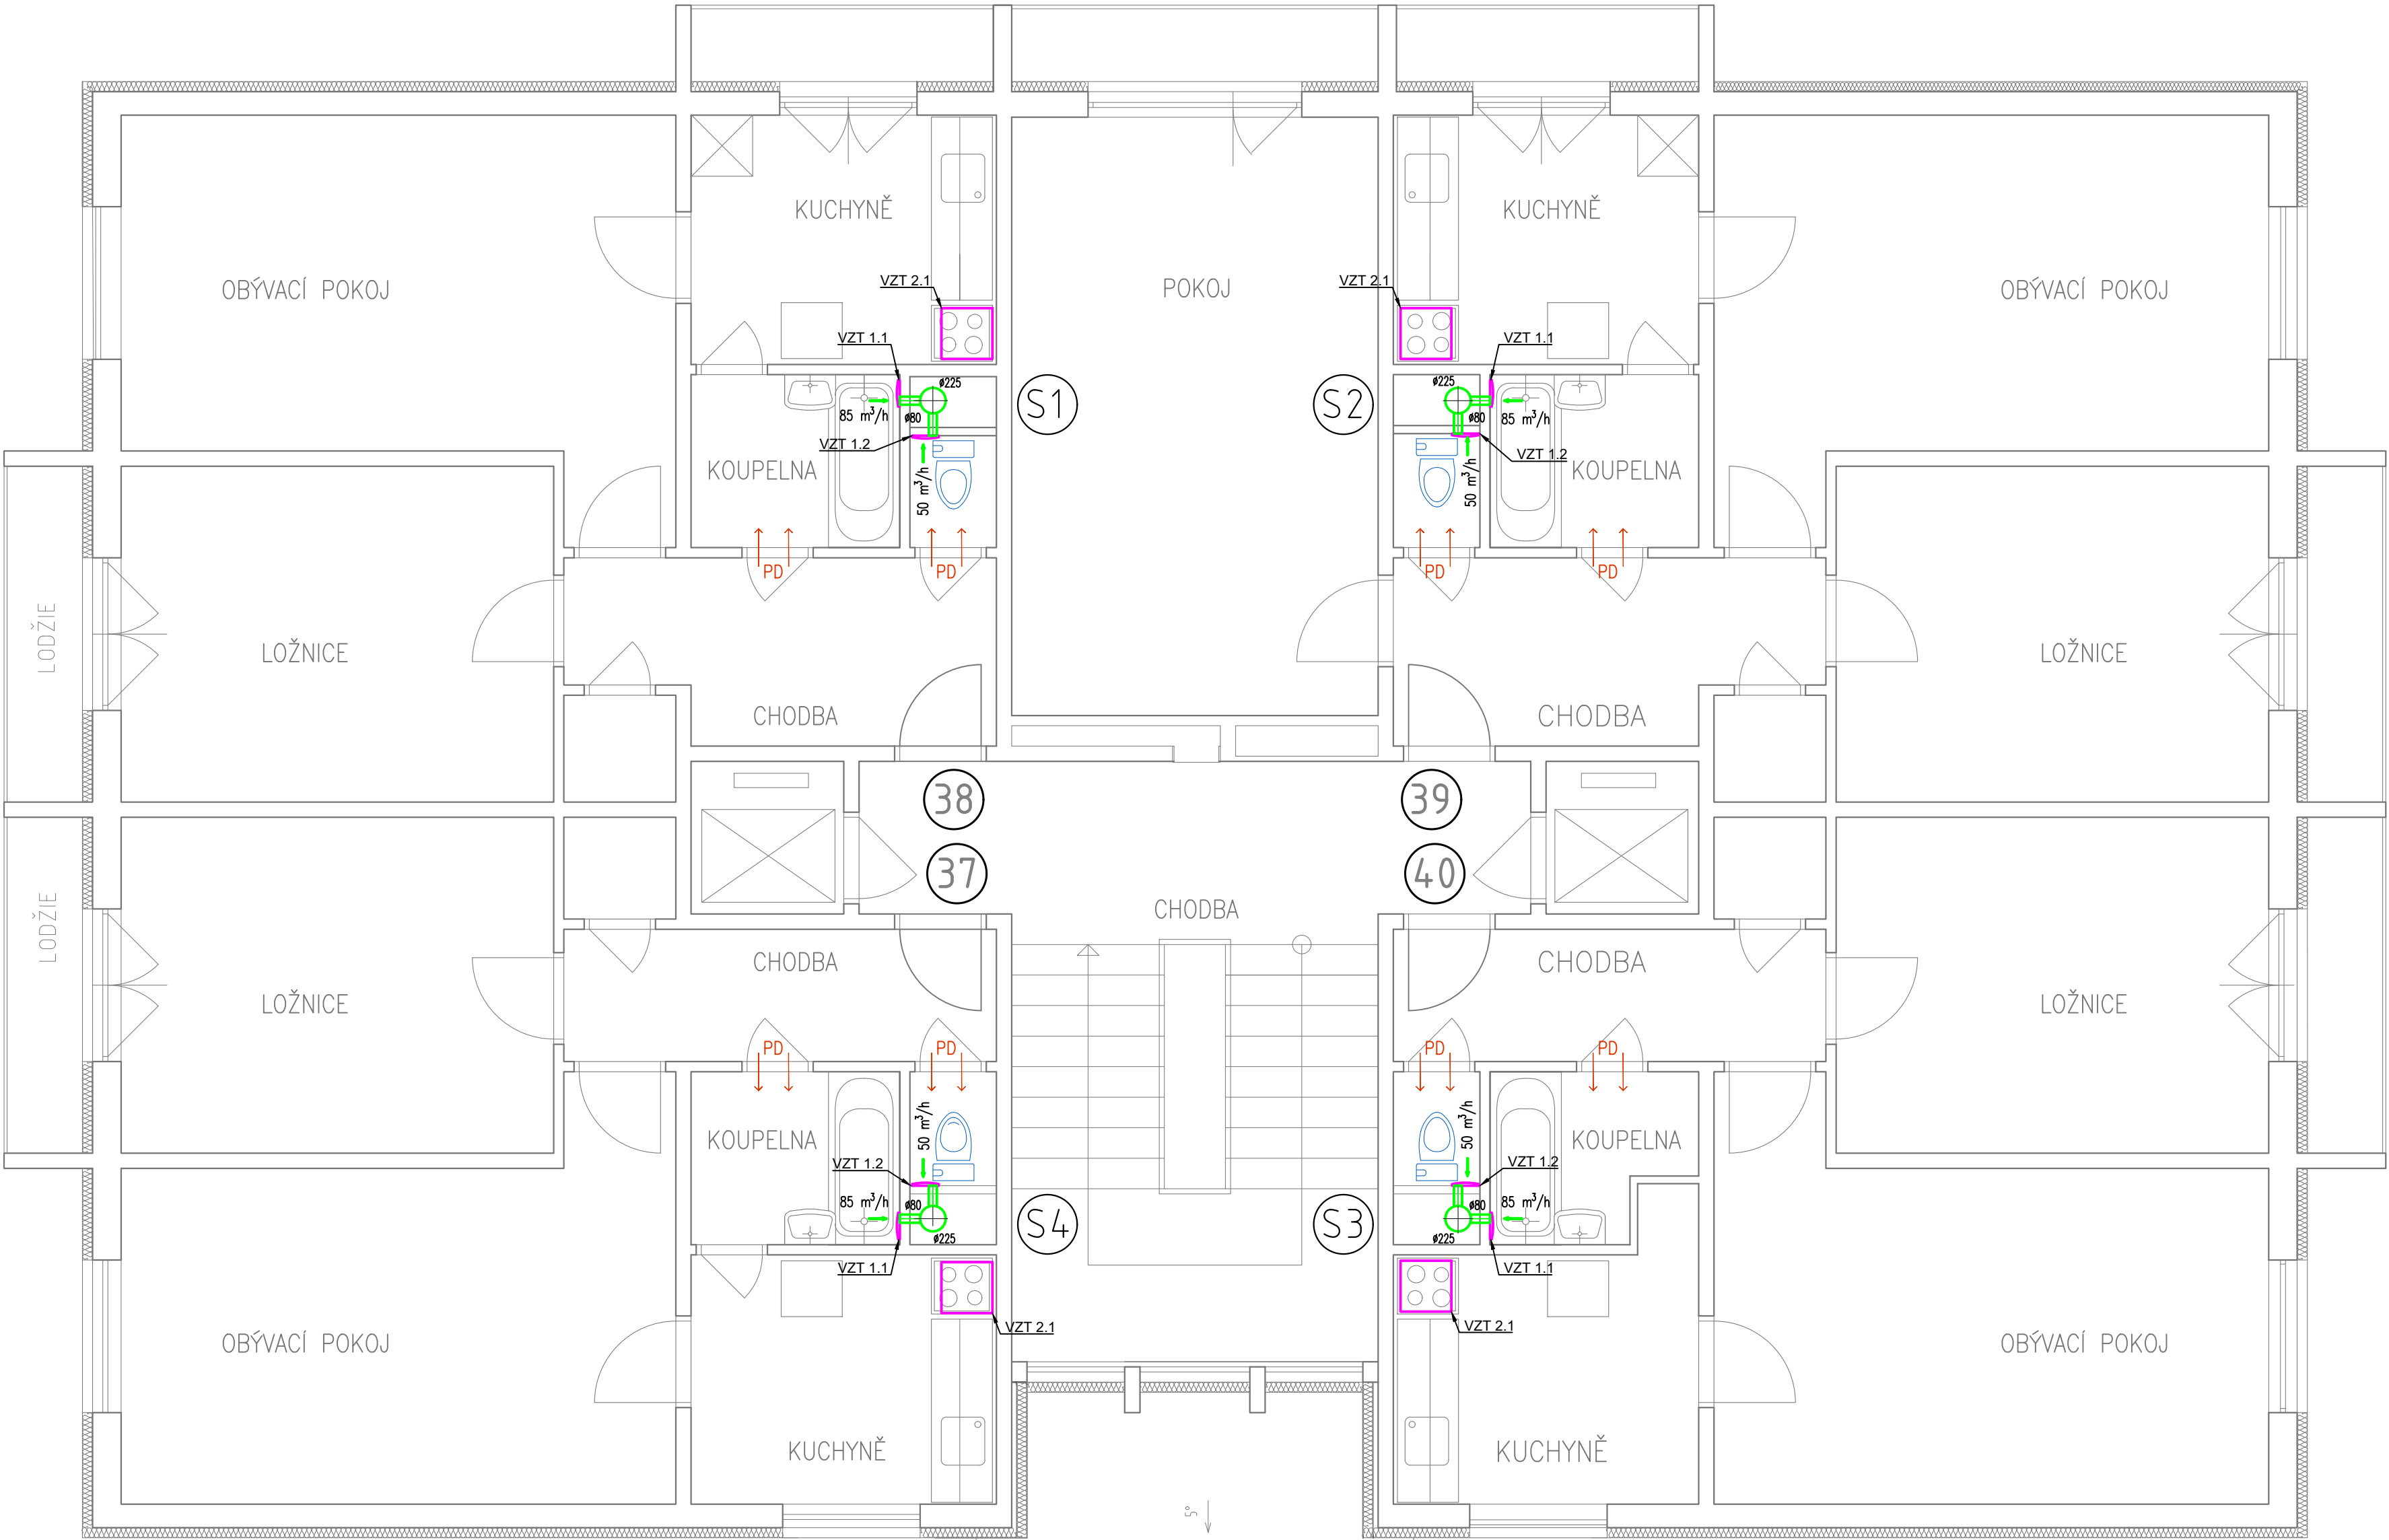 KUCHYNĚ
KUCHYNĚ
OBÝVACÍ POKOJ
VZT 2.1
POKOJ
VZT 2.1
OBÝVACÍ POKOJ
VZT 1.1
VZT 1.1
ø225
ø225
S1
S2
85 m³/h
ø80
ø80
85 m³/h
VZT 1.2
VZT 1.2
KOUPELNA
50 m³/h
50 m³/h
KOUPELNA
PD
PD
PD
PD
LODŽIE
LOŽNICE
LOŽNICE
CHODBA
CHODBA
38
39
37
40
LODŽIE
CHODBA
CHODBA
CHODBA
LOŽNICE
LOŽNICE
PD
PD
PD
PD
50 m³/h
50 m³/h
KOUPELNA
KOUPELNA
VZT 1.2
VZT 1.2
85 m³/h
ø80
ø80
85 m³/h
S4
S3
ø225
ø225
VZT 1.1
VZT 1.1
VZT 2.1
VZT 2.1
OBÝVACÍ POKOJ
OBÝVACÍ POKOJ
KUCHYNĚ
KUCHYNĚ
5°